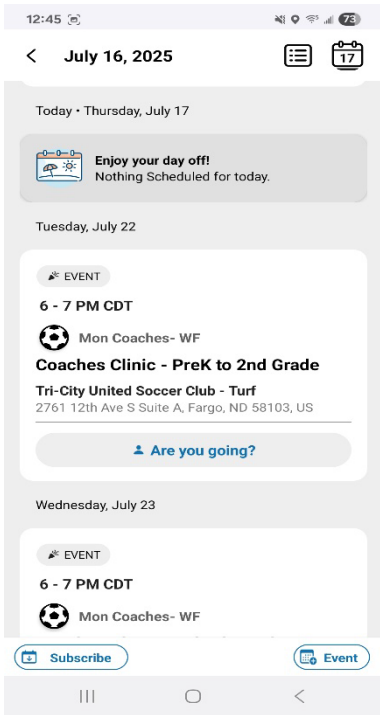 12:45
73
July 16, 2025
17
Today • Thursday, July 17
Enjoy your day off!
Nothing Scheduled for today.
Tuesday, July 22
EVENT
6 - 7 PM CDT
Mon Coaches- WF
Coaches Clinic - PreK to 2nd Grade
Tri-City United Soccer Club - Turf
2761 12th Ave S Suite A, Fargo, ND 58103, US
Are you going?
Wednesday, July 23
EVENT
6 - 7 PM CDT
Mon Coaches- WF
Subscribe
Event